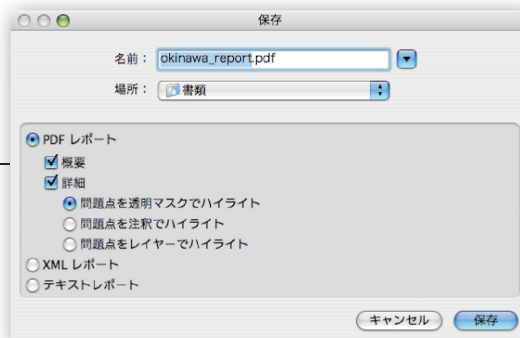 保存
名前： okinawa_report.pdf
場所： 書類
PDF レポート
概要
詳細
問題点を透明マスクでハイライト
問題点を注釈でハイライト
問題点をレイヤーでハイライト
XML レポート
テキストレポート
キャンセル 保存